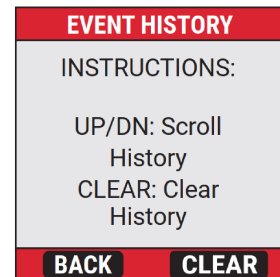 EVENT HISTORY
INSTRUCTIONS:
UP/DN: Scroll
History
CLEAR: Clear
History
BACK CLEAR